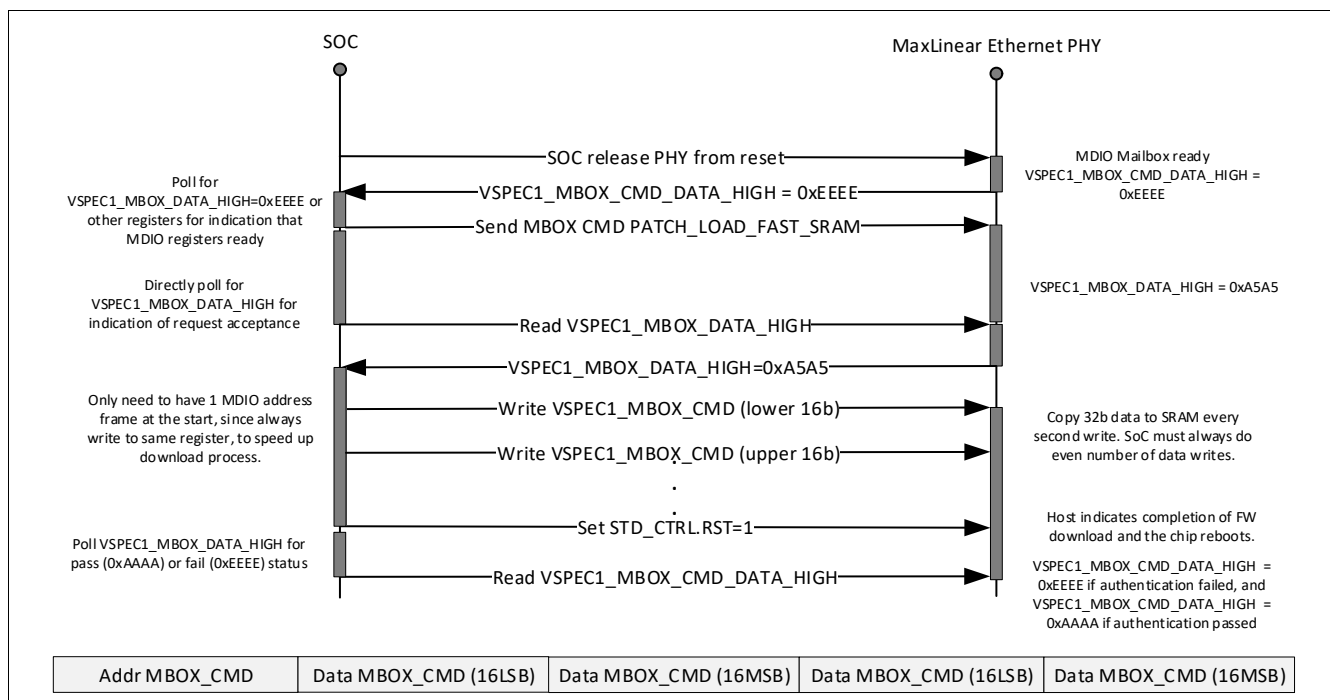 SOC
MaxLinear Ethernet PHY
SOC release PHY from reset
MDIO Mailbox ready
VSPEC1_MBOX_CMD_DATA_HIGH =
0xEEEE
Poll for
VSPEC1_MBOX_DATA_HIGH=0xEEEE or
other registers for indication that
MDIO registers ready
VSPEC1_MBOX_CMD_DATA_HIGH = 0xEEEE
Send MBOX CMD PATCH_LOAD_FAST_SRAM
Directly poll for
VSPEC1_MBOX_DATA_HIGH for
indication of request acceptance
VSPEC1_MBOX_DATA_HIGH = 0xA5A5
Read VSPEC1_MBOX_DATA_HIGH
VSPEC1_MBOX_DATA_HIGH=0xA5A5
Only need to have 1 MDIO address
frame at the start, since always
write to same register, to speed up
download process.
Write VSPEC1_MBOX_CMD (lower 16b)
Write VSPEC1_MBOX_CMD (upper 16b)
.
.
.
Copy 32b data to SRAM every
second write. SoC must always do
even number of data writes.
Set STD_CTRL.RST=1
Host indicates completion of FW
download and the chip reboots.
Poll VSPEC1_MBOX_DATA_HIGH for
pass (0xAAAA) or fail (0xEEEE) status
Read VSPEC1_MBOX_CMD_DATA_HIGH
VSPEC1_MBOX_CMD_DATA_HIGH =
0xEEEE if authentication failed, and
VSPEC1_MBOX_CMD_DATA_HIGH =
0xAAAA if authentication passed
Addr MBOX_CMD
Data MBOX_CMD (16LSB)
Data MBOX_CMD (16MSB)
Data MBOX_CMD (16LSB)
Data MBOX_CMD (16MSB)